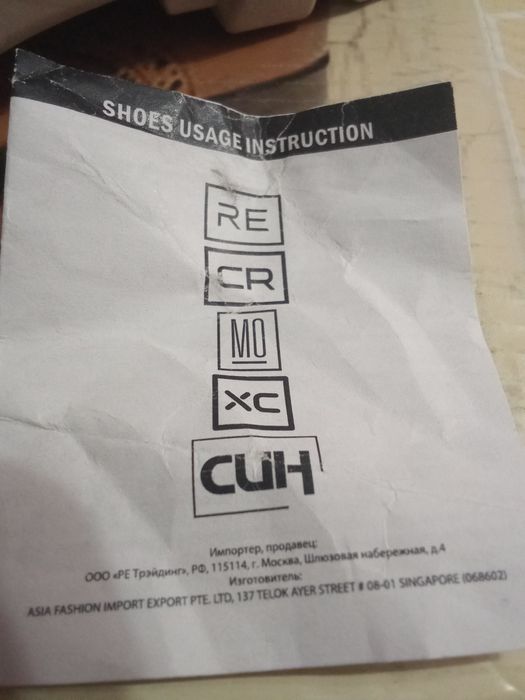 SHOES USAGE INSTRUCTION
RE
CR
MO
XC
СИН
Импортер, продавец:
ООО «РЕ Трэйдинг», РФ, 115114, г. Москва, Шлюзовая набережная, д.4
Изготовитель:
ASIA FASHION IMPORT EXPORT PTE. LTD, 137 TELOK AYER STREET # 08-01 SINGAPORE (068602)